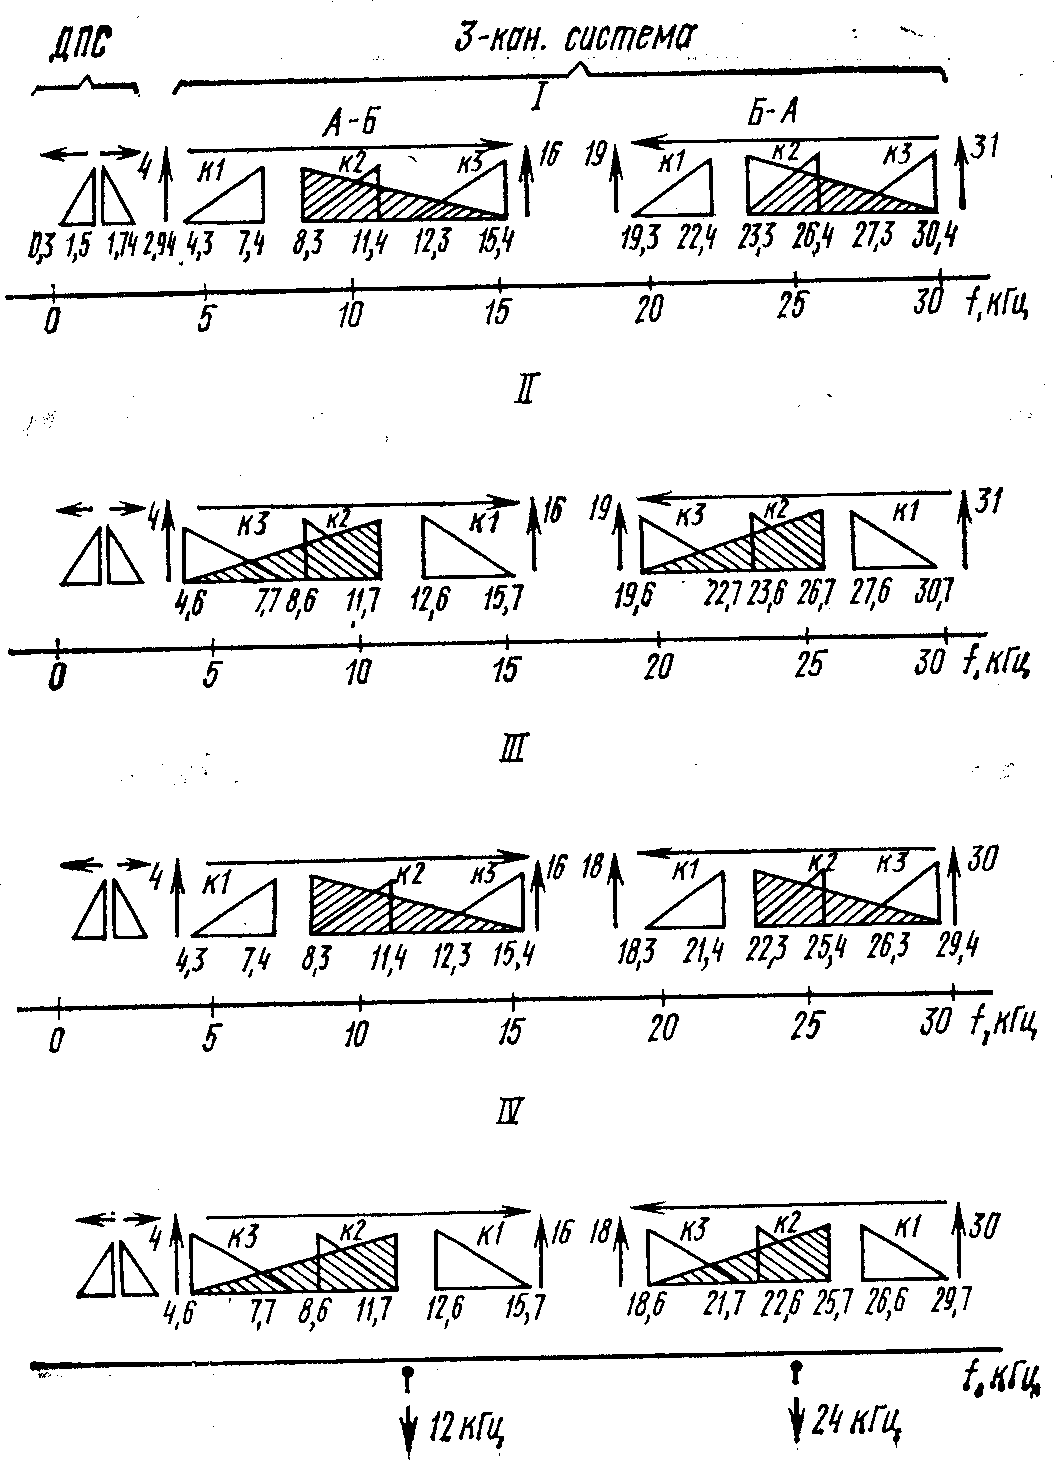 ДПС 3-кан. система
I
А-Б Б-А
4 к1 к2 к3 16 19 к1 к2 к3 31
0,3 1,5 1,74 2,94 4,3 7,4 8,3 11,4 12,3 15,4 19,3 22,4 23,3 26,4 27,3 30,4
0 5 10 15 20 25 30 f, кГц
II
4 к3 к2 к1 16 19 к3 к2 к1 31
4,6 7,7 8,6 11,7 12,6 15,7 19,6 22,7 23,6 26,7 27,6 30,7
0 5 10 15 20 25 30 f, кГц
III
4 к1 к2 к3 16 18 к1 к2 к3 30
4,3 7,4 8,3 11,4 12,3 15,4 18,3 21,4 22,3 25,4 26,3 29,4
0 5 10 15 20 25 30 f, кГц
IV
4 к3 к2 к1 16 18 к3 к2 к1 30
4,6 7,7 8,6 11,7 12,6 15,7 18,6 21,7 22,6 25,7 26,6 29,7
f, кГц
12 кГц 24 кГц